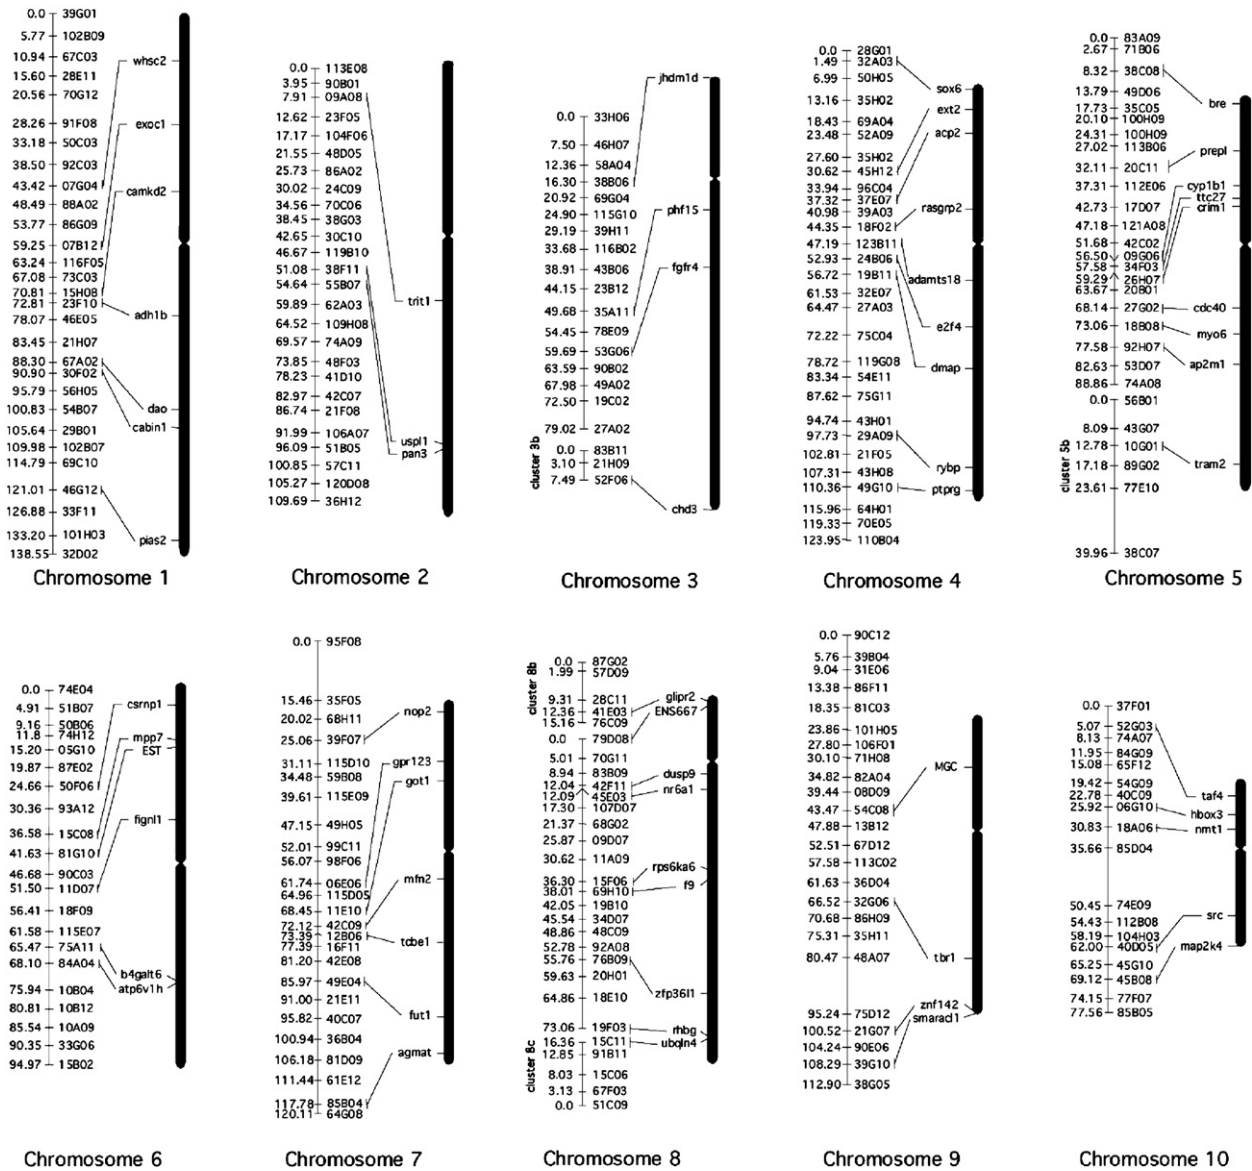 0.0 39G01
5.77 102B09
10.94 67C03
15.60 28E11
20.56 70G12
28.26 91F08
33.18 50C03
38.50 92C03
43.42 07G04
48.49 88A02
53.77 86G09
59.25 07B12
63.24 116F05
67.08 73C03
70.81 15H08
72.81 23F10
78.07 46E05
83.45 21H07
88.30 67A02
90.90 30F02
95.79 56H05
100.83 54B07
105.64 29B01
109.98 102B07
114.79 69C10
121.01 46G12
126.88 33F11
133.20 101H03
138.55 32D02
whsc2
exoc1
camkd2
adh1b
dao
cabin1
pias2
Chromosome 1
0.0 113E08
3.95 90B01
7.91 09A08
12.62 23F05
17.17 104F06
21.55 48D05
25.73 86A02
30.02 24C09
34.56 70C06
38.45 38G03
42.65 30C10
46.67 119B10
51.08 38F11
54.64 55B07
59.89 62A03
64.52 109H08
69.57 74A09
73.85 48F03
78.23 41D10
82.97 42C07
86.74 21F08
91.99 106A07
96.09 51B05
100.85 57C11
105.27 120D08
109.69 36H12
trit1
uspl1
pan3
Chromosome 2
0.0 33H06
7.50 46H07
12.36 58A04
16.30 38B06
20.92 69G04
24.90 115G10
29.19 39H11
33.68 116B02
38.91 43B06
44.15 23B12
49.68 35A11
54.45 78E09
59.69 53G06
63.59 90B02
67.98 49A02
72.50 19C02
79.02 27A02
cluster 3b
0.0 83B11
3.10 21H09
7.49 52F06
jhdm1d
phf15
fgfr4
chd3
Chromosome 3
0.0 28G01
1.49 32A03
6.99 50H05
13.16 35H02
18.43 69A04
23.48 52A09
27.60 35H02
30.62 45H12
33.94 96C04
37.32 37E07
40.98 39A03
44.35 18F02
47.19 123B11
52.93 24B06
56.72 19B11
61.53 32E07
64.47 27A03
72.22 75C04
78.72 119G08
83.34 54E11
87.62 75G11
94.74 43H01
97.73 29A09
102.81 21F05
107.31 43H08
110.36 49G10
115.96 64H01
119.33 70E05
123.95 110B04
sox6
ext2
acp2
rasgrp2
adamts18
e2f4
dmap
rybp
ptprg
Chromosome 4
0.0 83A09
2.67 71B06
8.32 38C08
13.79 49D06
17.73 35C05
20.10 100H09
24.31 100H09
27.02 113B06
32.11 20C11
37.31 112E06
42.73 17D07
47.18 121A08
51.68 42C02
56.50 09G06
57.58 34F03
59.29 26H07
63.67 20B01
68.14 27G02
73.06 18B08
77.58 92H07
82.63 53D07
88.86 74A08
cluster 5b
0.0 56B01
8.09 43G07
12.78 10G01
17.18 89G02
23.61 77E10
39.96 38C07
bre
prepl
cyp1b1
ttc27
crim1
cdc40
myo6
ap2m1
tram2
Chromosome 5
0.0 74E04
4.91 51B07
9.16 50B06
11.8 74H12
15.20 05G10
19.87 87E02
24.66 50F06
30.36 93A12
36.58 15C08
41.63 81G10
46.68 90C03
51.50 11D07
56.41 18F09
61.58 115E07
65.47 75A11
68.10 84A04
75.94 10B04
80.81 10B12
85.54 10A09
90.35 33G06
94.97 15B02
csrnp1
mpp7
EST
fignl1
b4galt6
atp6v1h
Chromosome 6
0.0 95F08
15.46 35F05
20.02 68H11
25.06 39F07
31.11 115D10
34.48 59B08
39.61 115E09
47.15 49H05
52.01 99C11
56.07 98F06
61.74 06E06
64.96 115D05
68.45 11E10
72.12 42C09
73.39 12B06
77.39 16F11
81.20 42E08
85.97 49E04
91.00 21E11
95.82 40C07
100.94 36B04
106.18 81D09
111.44 61E12
117.78 85B04
120.11 64G08
nop2
gpr123
got1
mfn2
tcbe1
fut1
agmat
Chromosome 7
cluster 8b
0.0 87G02
1.99 57D09
9.31 28C11
12.36 41E03
15.16 76C09
0.0 79D08
5.01 70G11
8.94 83B09
12.04 42F11
12.09 45E03
17.30 107D07
21.37 68G02
25.87 09D07
30.62 11A09
36.30 15F06
38.01 69H10
42.05 19B10
45.54 34D07
48.86 48C09
52.78 92A08
55.76 76B09
59.63 20H01
64.86 18E10
73.06 19F03
cluster 8c
16.36 15C11
12.85 91B11
8.03 15C06
3.13 67F03
0.0 51C09
glipr2
ENS667
dusp9
nr6a1
rps6ka6
f9
zfp36l1
rhbg
ubqln4
Chromosome 8
0.0 90C12
5.76 39B04
9.04 31E06
13.38 86F11
18.35 81C03
23.86 101H05
27.80 106F01
30.10 71H08
34.82 82A04
39.44 08D09
43.47 54C08
47.88 13B12
52.51 67D12
57.58 113C02
61.63 36D04
66.52 32G06
70.68 86H09
75.31 35H11
80.47 48A07
95.24 75D12
100.52 21G07
104.24 90E06
108.29 39G10
112.90 38G05
MGC
tbr1
znf142
smarad1
Chromosome 9
0.0 37F01
5.07 52G03
8.13 74A07
11.95 84G09
15.08 65F12
19.42 54G09
22.78 40C09
25.92 06G10
30.83 18A06
35.66 85D04
50.45 74E09
54.43 112B08
58.19 104H03
62.00 40D05
65.25 45G10
69.12 45B08
74.15 77F07
77.56 85B05
taf4
hbox3
nmt1
src
map2k4
Chromosome 10